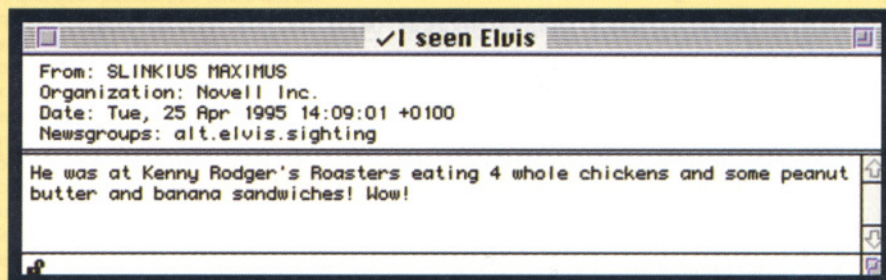 ✓I seen Elvis
From: SLINKIUS MAXIMUS
Organization: Novell Inc.
Date: Tue, 25 Apr 1995 14:09:01 +0100
Newsgroups: alt.elvis.sighting
He was at Kenny Rodger's Roasters eating 4 whole chickens and some peanut
butter and banana sandwiches! Wow!